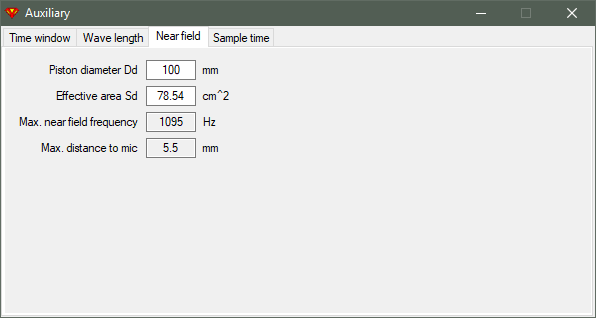 Auxiliary
Time window Wave length Near field Sample time
Piston diameter Dd 100 mm
Effective area Sd 78.54 cm^2
Max. near field frequency 1095 Hz
Max. distance to mic 5.5 mm